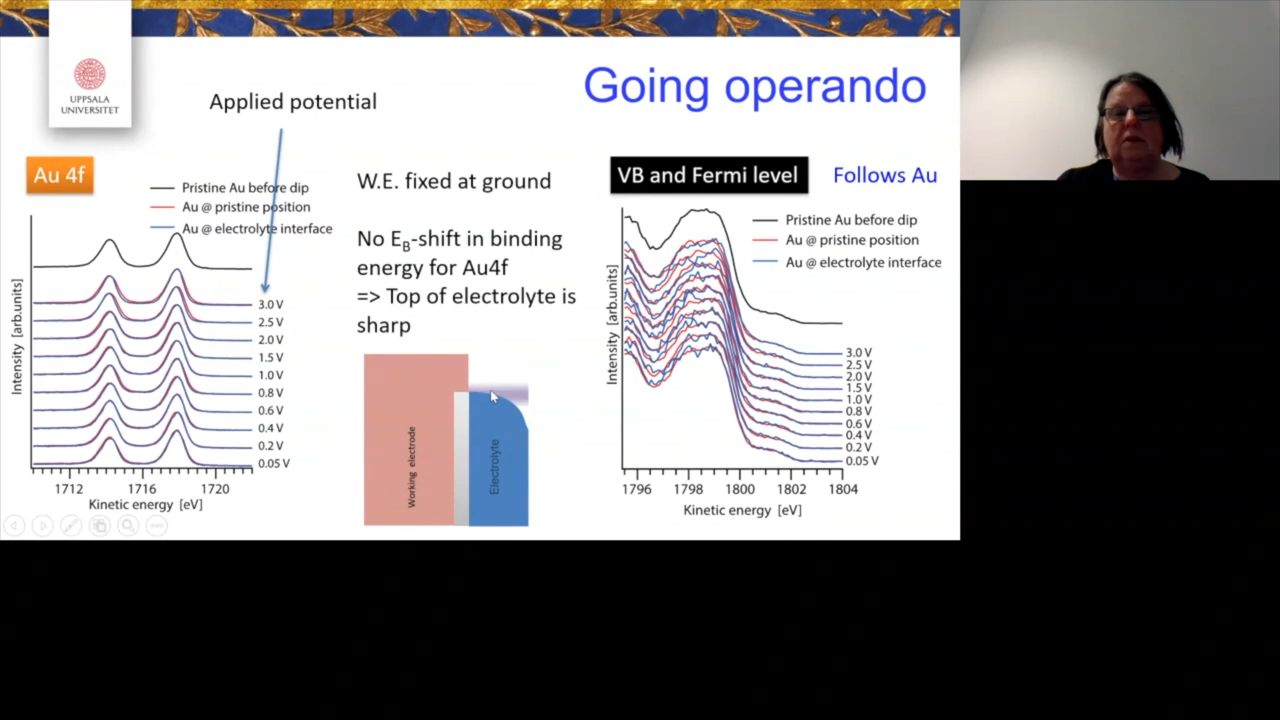 Going operando
UPPSALA
UNIVERSITET
Applied potential
Au 4f
Pristine Au before dip
Au @ pristine position
Au @ electrolyte interface
Intensity [arb.units]
3.0 V
2.5 V
2.0 V
1.5 V
1.0 V
0.8 V
0.6 V
0.4 V
0.2 V
0.05 V
1712 1716 1720
Kinetic energy [eV]
W.E. fixed at ground
No EB-shift in binding
energy for Au4f
=> Top of electrolyte is
sharp
Working electrode
Electrolyte
VB and Fermi level
Follows Au
Pristine Au before dip
Au @ pristine position
Au @ electrolyte interface
Intensity [arb.units]
3.0 V
2.5 V
2.0 V
1.5 V
1.0 V
0.8 V
0.6 V
0.4 V
0.2 V
0.05 V
1796 1798 1800 1802 1804
Kinetic energy [eV]